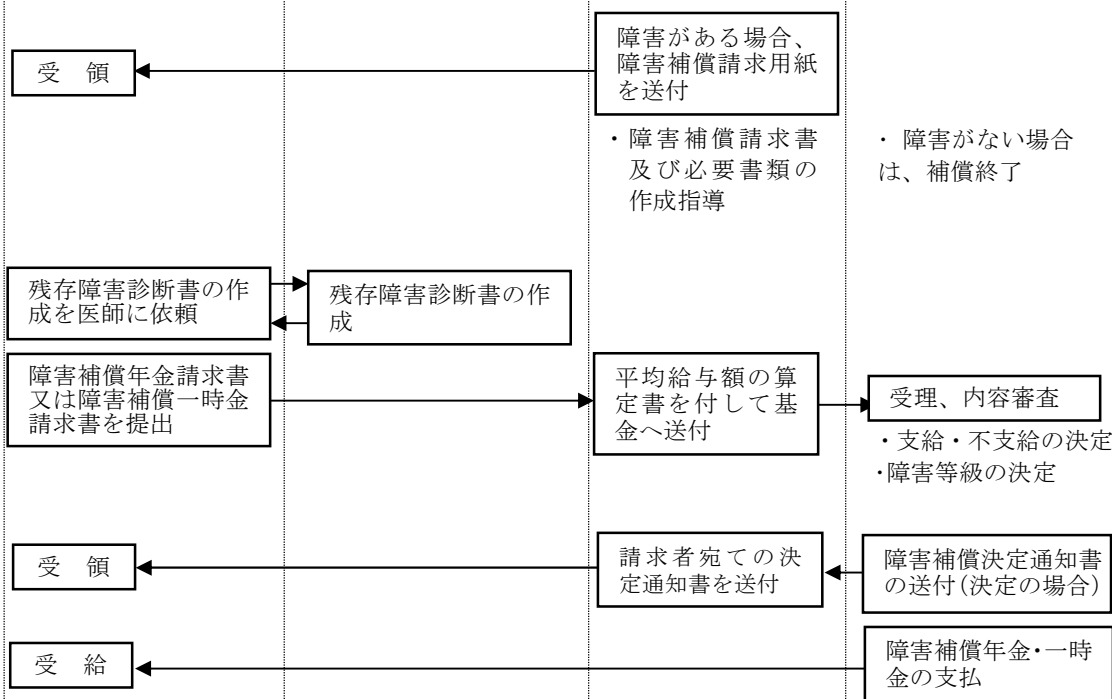 障害がある場合、
障害補償請求用紙
を送付
受　領
・障害補償請求書
及び必要書類の
作成指導
・ 障害がない場合
は、補償終了
残存障害診断書の作
成を医師に依頼
残存障害診断書の作
成
障害補償年金請求書
又は障害補償一時金
請求書を提出
平均給与額の算
定書を付して基
金へ送付
受理、内容審査
・支給・不支給の決定
・障害等級の決定
受　領
請求者宛ての決
定通知書を送付
障害補償決定通知書
の送付(決定の場合)
受　給
障害補償年金・一時
金の支払